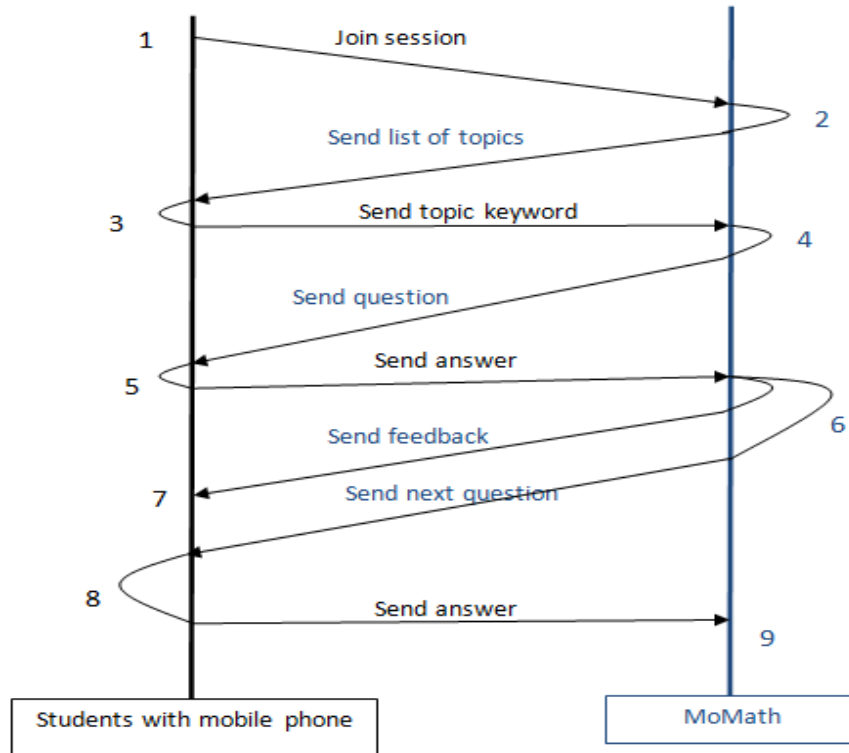 1
Join session
2
Send list of topics
3
Send topic keyword
4
Send question
5
Send answer
6
Send feedback
7
Send next question
8
Send answer
9
Students with mobile phone
MoMath